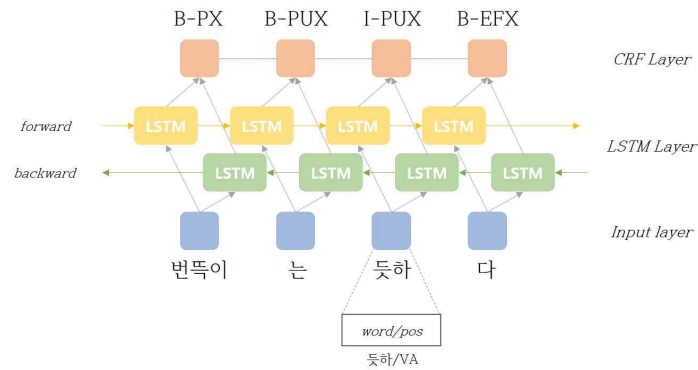 B-PX B-PUX I-PUX B-EFX
CRF Layer
forward LSTM LSTM LSTM LSTM
LSTM Layer
backward LSTM LSTM LSTM LSTM
Input layer
번뜩이 는 듯하 다
word/pos
듯하/VA